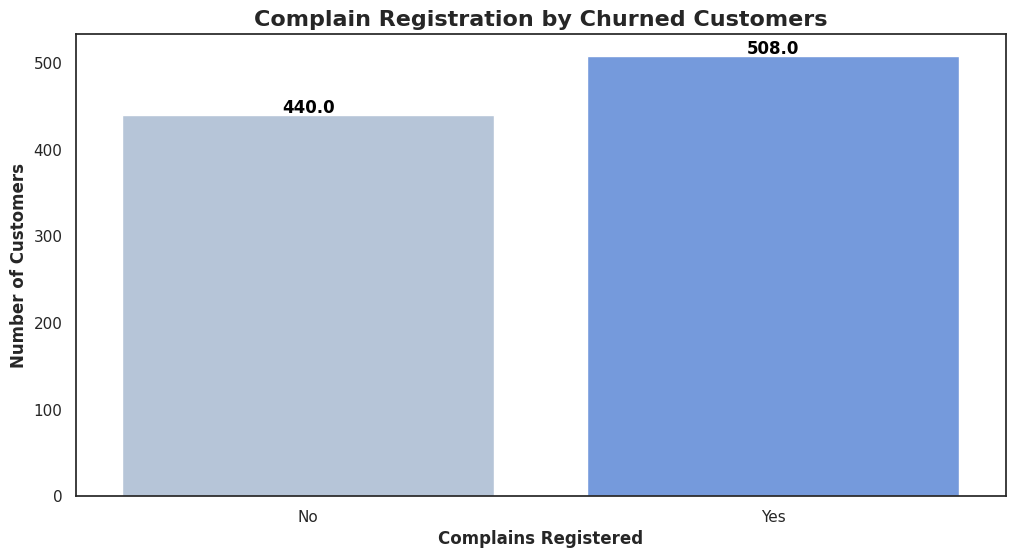 Complain Registration by Churned Customers
Number of Customers
500
400
300
200
100
0
440.0
508.0
No
Yes
Complains Registered